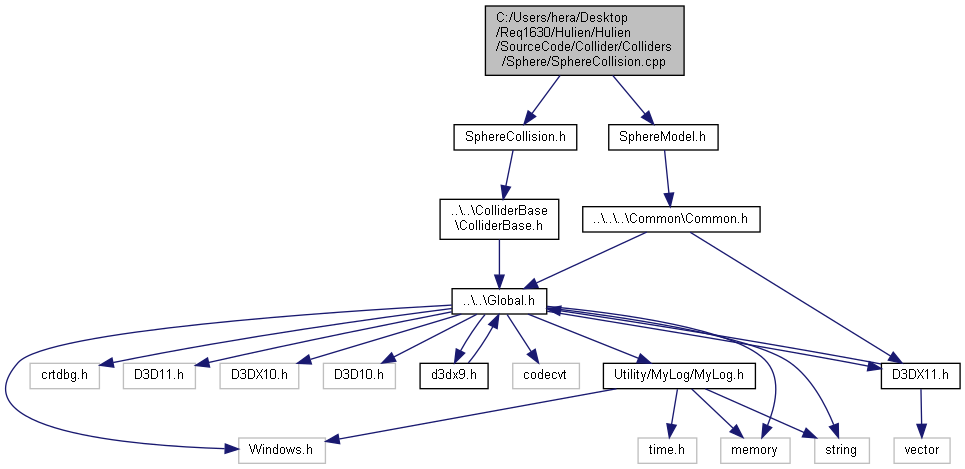 C:/Users/hera/Desktop
/Req1630/Hulien/Hulien
/SourceCode/Collider/Colliders
/Sphere/SphereCollision.cpp
SphereCollision.h
SphereModel.h
..\..\ColliderBase
\ColliderBase.h
..\..\..\Common\Common.h
..\..\Global.h
crtdbg.h
D3D11.h
D3DX10.h
D3D10.h
d3dx9.h
codecvt
Utility/MyLog/MyLog.h
D3DX11.h
Windows.h
time.h
memory
string
vector